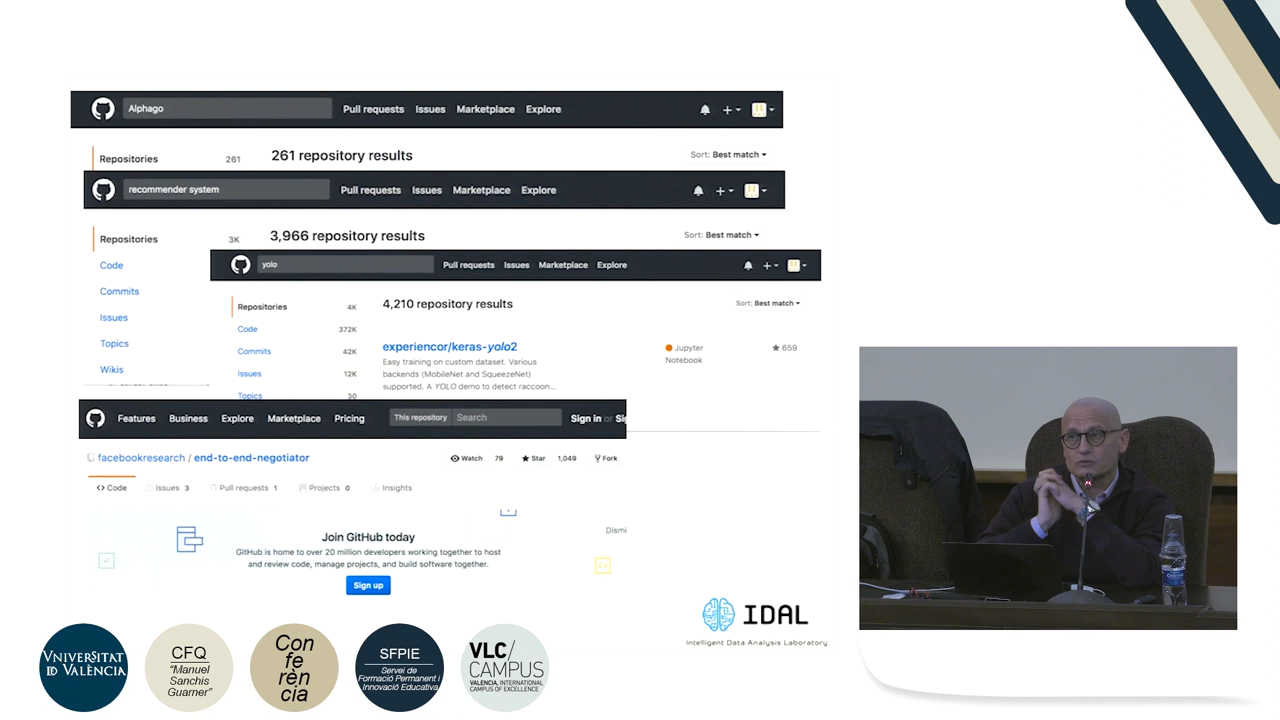 Alphago
Pull requests Issues Marketplace Explore
Repositories 261
261 repository results
Sort: Best match
recommender system
Pull requests Issues Marketplace Explore
Repositories 3K
3,966 repository results
Sort: Best match
Code
Commits
Issues
Topics
Wikis
yolo
Pull requests Issues Marketplace Explore
Repositories 4K
Code 372K
Commits 42K
Issues 12K
Topics 30
4,210 repository results
Sort: Best match
experiencor/keras-yolo2
Easy training on custom dataset. Various
backends (MobileNet and SqueezeNet)
supported. A YOLO demo to detect raccoon...
Jupyter
Notebook
659
Features Business Explore Marketplace Pricing
This repository Search
Sign in or Si
facebookresearch / end-to-end-negotiator
Watch 79 Star 1,049 Fork
Code Issues 3 Pull requests 1 Projects 0 Insights
Join GitHub today
GitHub is home to over 20 million developers working together to host
and review code, manage projects, and build software together.
Sign up
Dismi
IDAL
Intelligent Data Analysis Laboratory
VNIVERSITAT
DE VALÈNCIA
CFQ
"Manuel
Sanchis
Guarner"
Con
fe
rèn
cia
SFPIE
Servei de
Formació Permanent i
Innovació Educativa
VLC/
CAMPUS
VALENCIA, INTERNATIONAL
CAMPUS OF EXCELLENCE